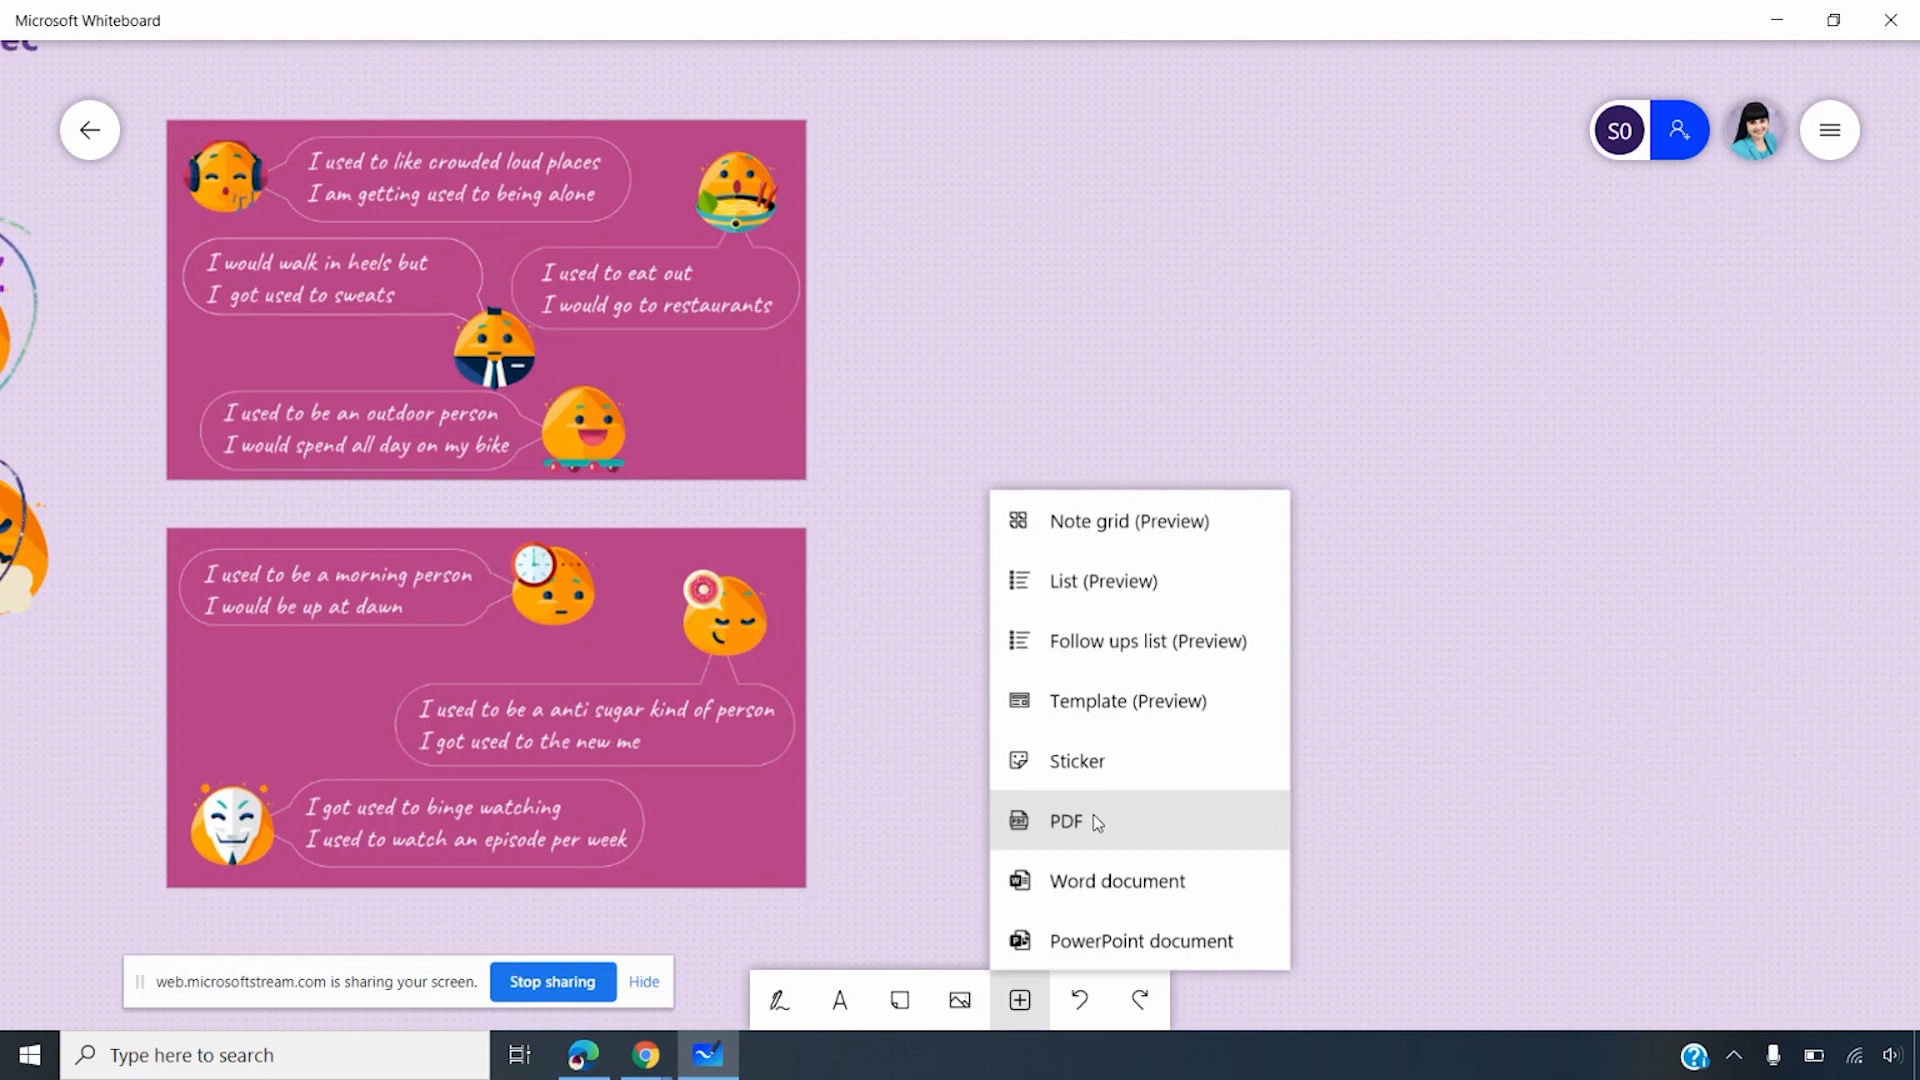 Microsoft Whiteboard
ec
I used to like crowded loud places
I am getting used to being alone
I would walk in heels but
I got used to sweats
I used to eat out
I would go to restaurants
I used to be an outdoor person
I would spend all day on my bike
I used to be a morning person
I would be up at dawn
I used to be a anti sugar kind of person
I got used to the new me
I got used to binge watching
I used to watch an episode per week
SO
Note grid (Preview)
List (Preview)
Follow ups list (Preview)
Template (Preview)
Sticker
PDF
Word document
PowerPoint document
web.microsoftstream.com is sharing your screen.
Stop sharing
Hide
Type here to search